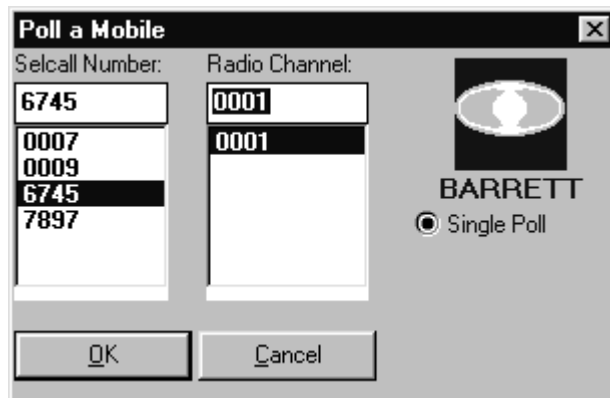 Poll a Mobile
Selcall Number:
6745
0007
0009
6745
7897
Radio Channel:
0001
0001
BARRETT
Single Poll
OK
Cancel